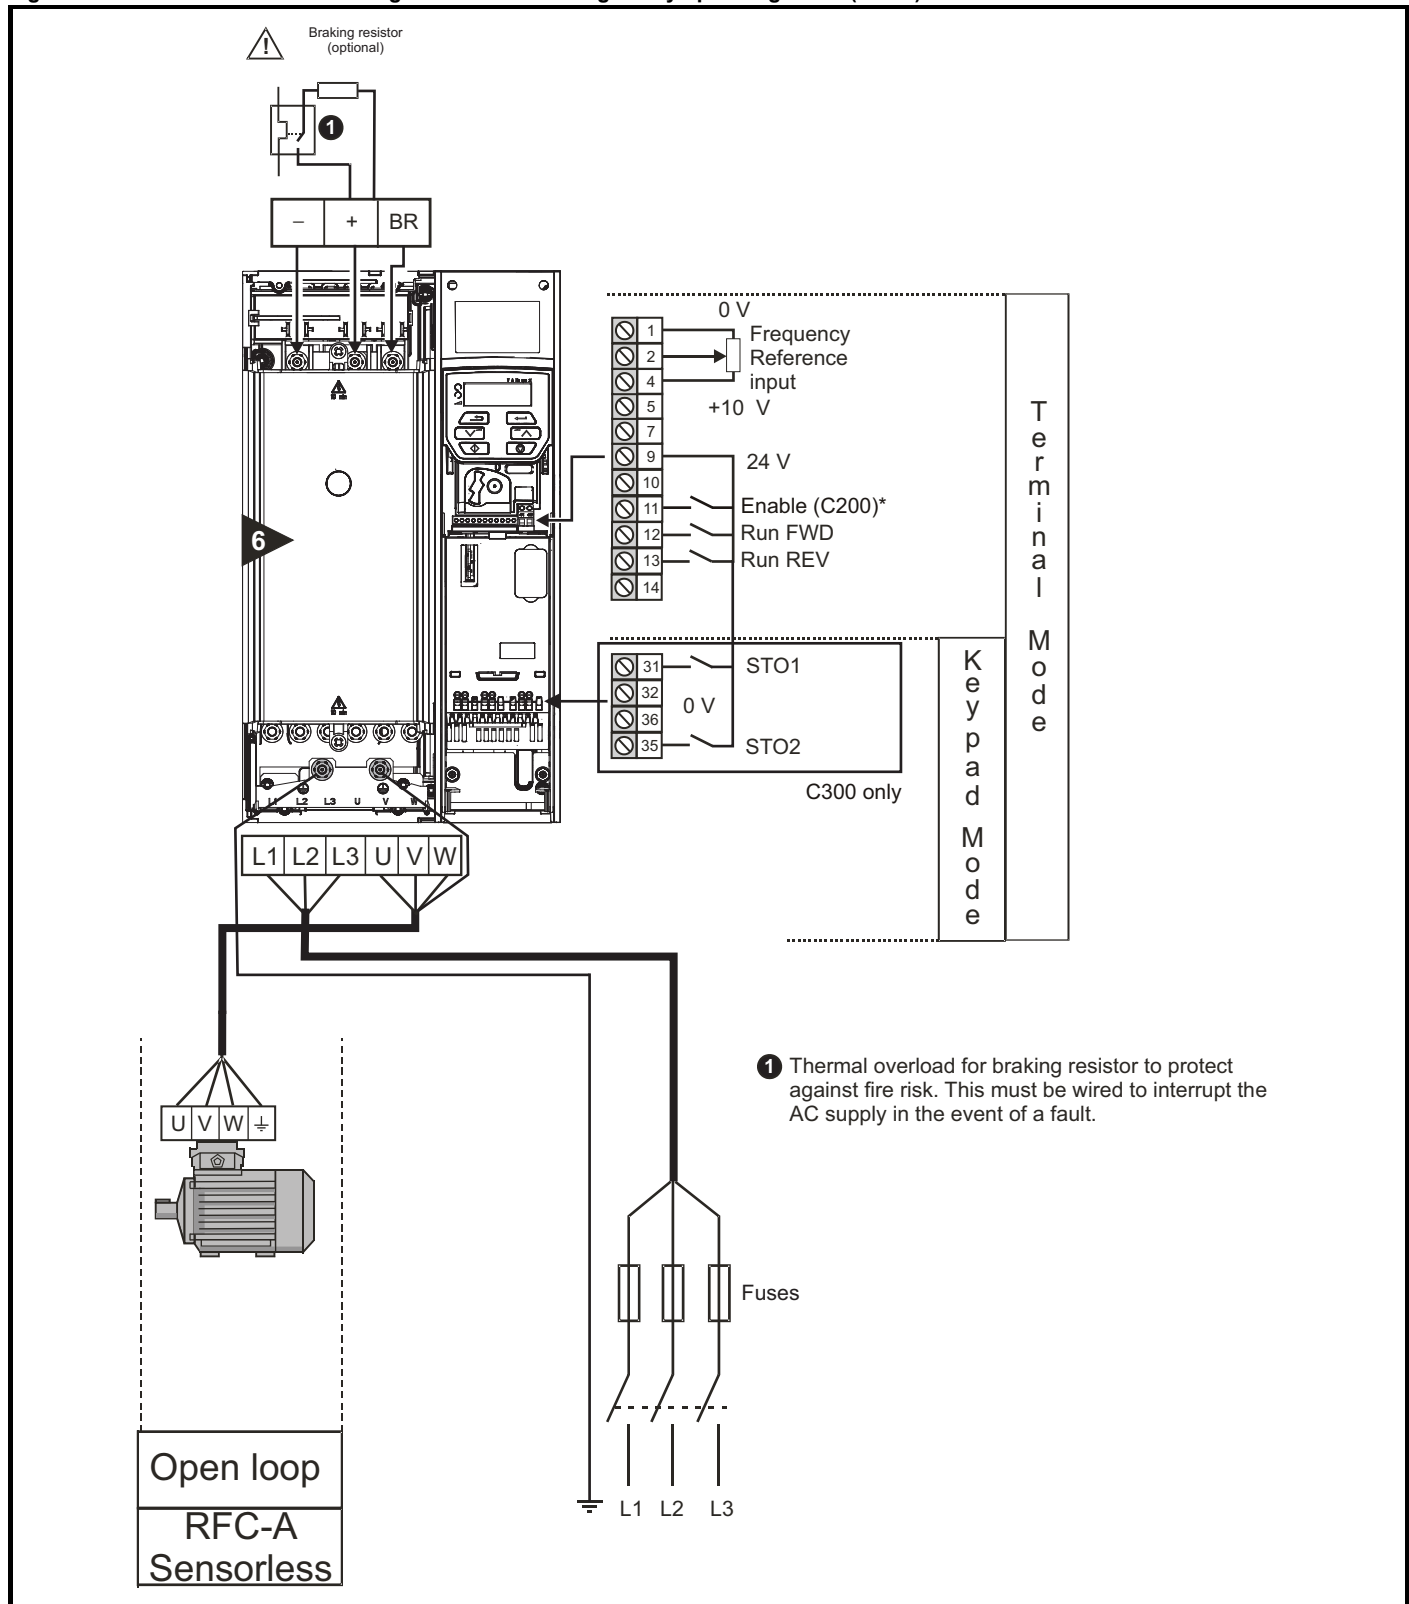 Braking resistor
(optional)
1
− + BR
6
0 V
1
Frequency
2
Reference
4
input
5
+10 V
7
9
24 V
10
11
Enable (C200)*
12
Run FWD
13
Run REV
14
31
STO1
32
0 V
36
35
STO2
C300 only
Terminal Mode
Keypad Mode
L1 L2 L3 U V W
L1 L2 L3 U V W
1 Thermal overload for braking resistor to protect
against fire risk. This must be wired to interrupt the
AC supply in the event of a fault.
U V W
Fuses
Open loop
L1 L2 L3
RFC-A
Sensorless